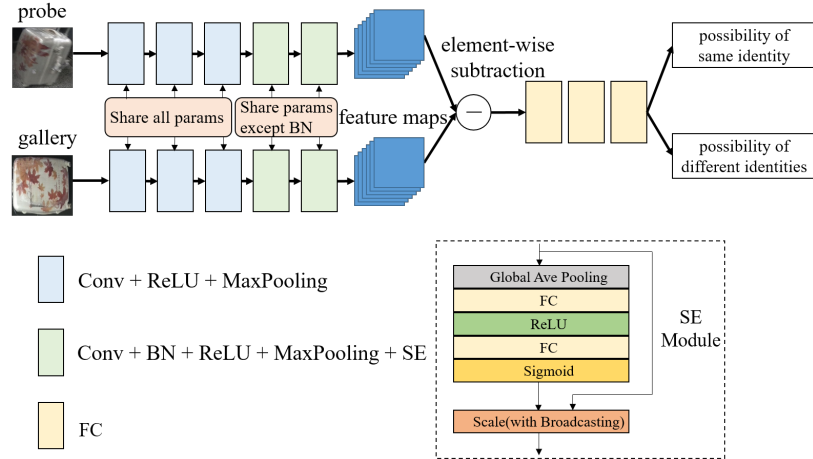 probe
Share all params
Share params
except BN
gallery
feature maps
element-wise
subtraction
—
possibility of
same identity
possibility of
different identities
Conv + ReLU + MaxPooling
Conv + BN + ReLU + MaxPooling + SE
FC
Global Ave Pooling
FC
ReLU
FC
Sigmoid
Scale(with Broadcasting)
SE
Module